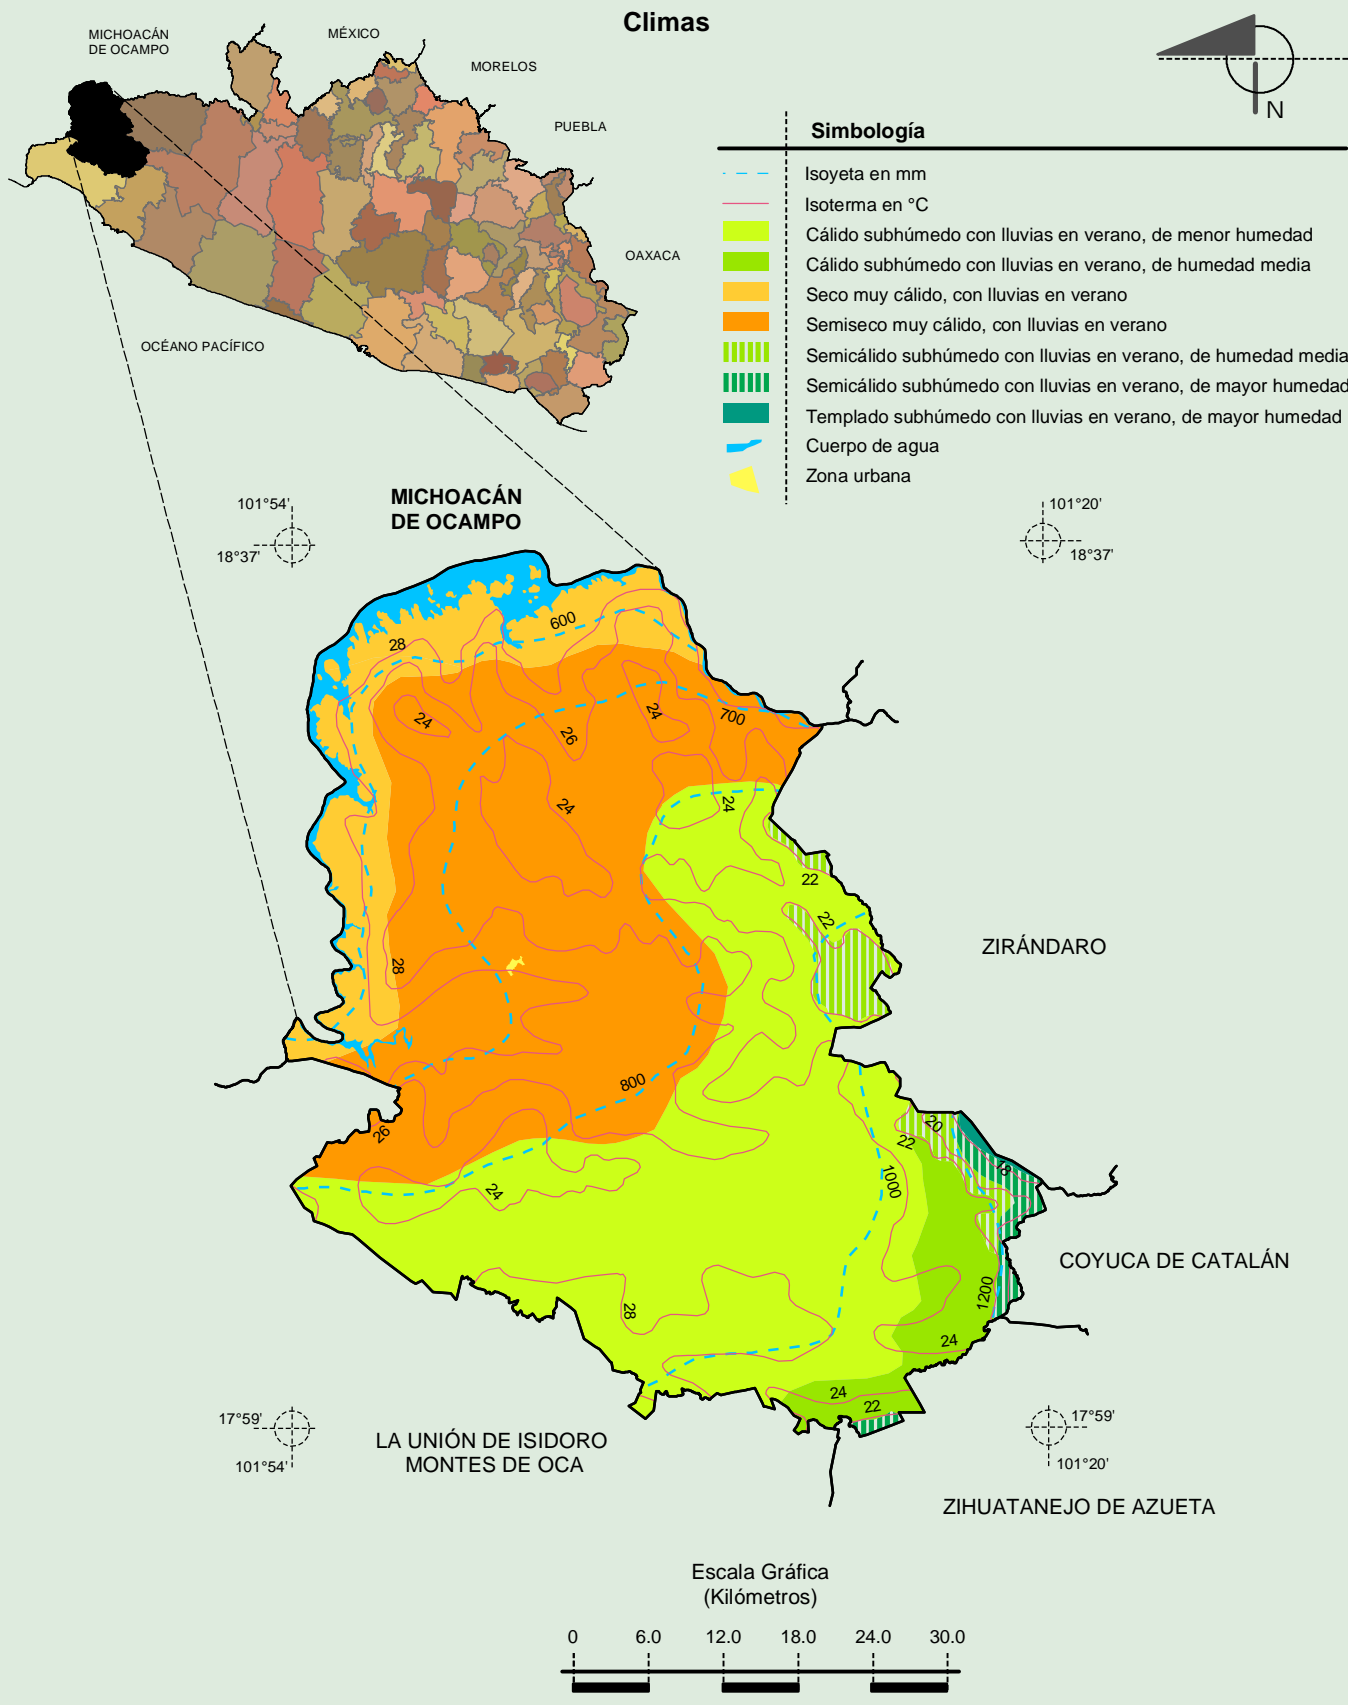 Climas
MICHOACÁN
DE OCAMPO
MÉXICO
MORELOS
PUEBLA
OAXACA
OCÉANO PACÍFICO
N
Simbología
Isoyeta en mm
Isoterma en °C
Cálido subhúmedo con lluvias en verano, de menor humedad
Cálido subhúmedo con lluvias en verano, de humedad media
Seco muy cálido, con lluvias en verano
Semiseco muy cálido, con lluvias en verano
Semicálido subhúmedo con lluvias en verano, de humedad media
Semicálido subhúmedo con lluvias en verano, de mayor humedad
Templado subhúmedo con lluvias en verano, de mayor humedad
Cuerpo de agua
Zona urbana
MICHOACÁN
DE OCAMPO
101°54'
18°37'
101°20'
18°37'
600
28
24
26
24
700
24
24
22
22
28
800
26
24
20
22
18
1000
1200
28
24
24
22
ZIRÁNDARO
COYUCA DE CATALÁN
17°59'
101°54'
LA UNIÓN DE ISIDORO
MONTES DE OCA
17°59'
101°20'
ZIHUATANEJO DE AZUETA
Escala Gráfica
(Kilómetros)
0 6.0 12.0 18.0 24.0 30.0